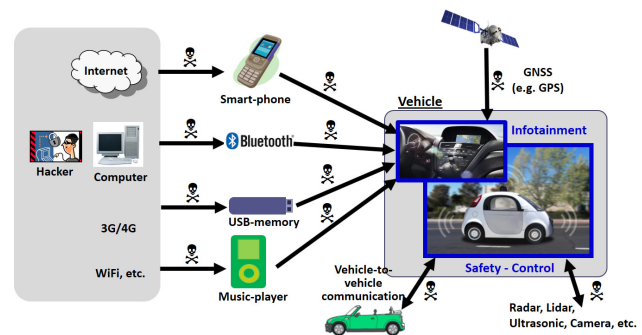 Internet
Smart-phone
GNSS
(e.g. GPS)
Vehicle
Infotainment
Bluetooth
Hacker
Computer
3G/4G
USB-memory
WiFi, etc.
Music-player
Safety - Control
Vehicle-to-
vehicle
communication
Radar, Lidar,
Ultrasonic, Camera, etc.